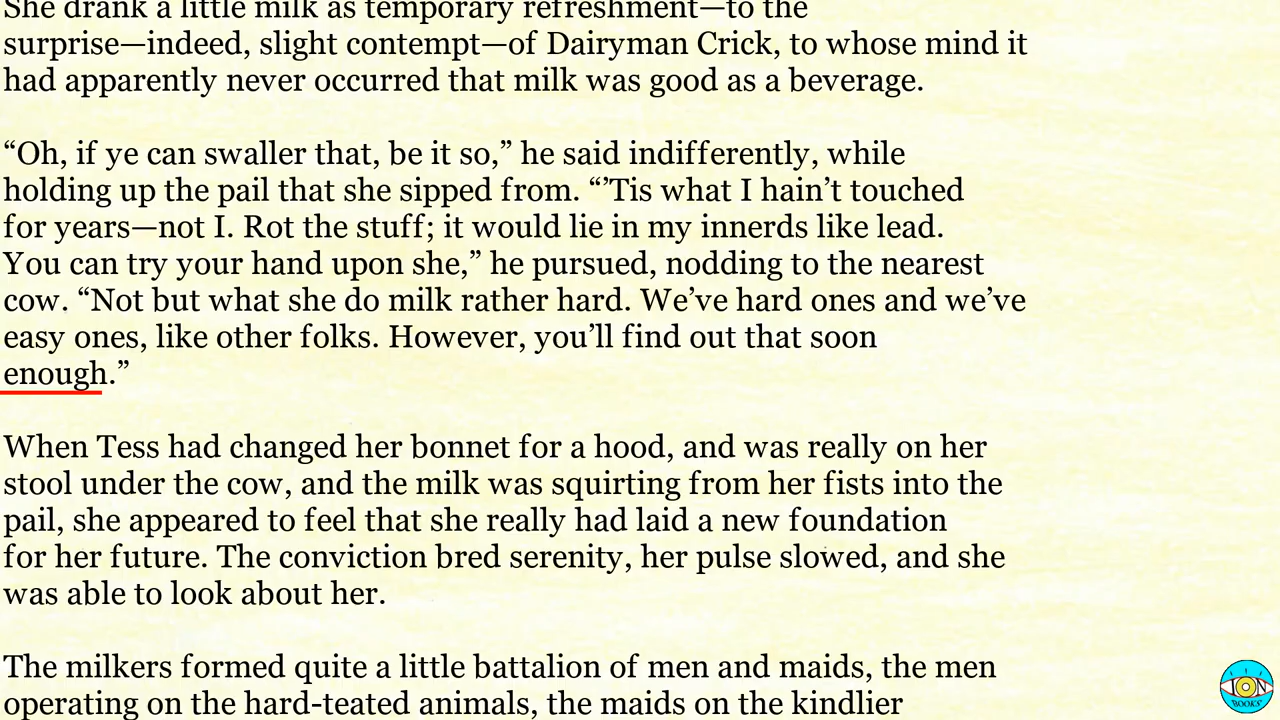 She drank a little milk as temporary refreshment—to the
surprise—indeed, slight contempt—of Dairyman Crick, to whose mind it
had apparently never occurred that milk was good as a beverage.
“Oh, if ye can swaller that, be it so,” he said indifferently, while
holding up the pail that she sipped from. “’Tis what I hain’t touched
for years—not I. Rot the stuff; it would lie in my innerds like lead.
You can try your hand upon she,” he pursued, nodding to the nearest
cow. “Not but what she do milk rather hard. We’ve hard ones and we’ve
easy ones, like other folks. However, you’ll find out that soon
enough.”
When Tess had changed her bonnet for a hood, and was really on her
stool under the cow, and the milk was squirting from her fists into the
pail, she appeared to feel that she really had laid a new foundation
for her future. The conviction bred serenity, her pulse slowed, and she
was able to look about her.
The milkers formed quite a little battalion of men and maids, the men
operating on the hard-teated animals, the maids on the kindlier
ION
BOOKS